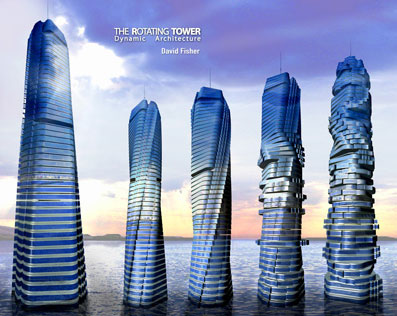 THE ROTATING TOWER
Dynamic Architecture
David Fisher